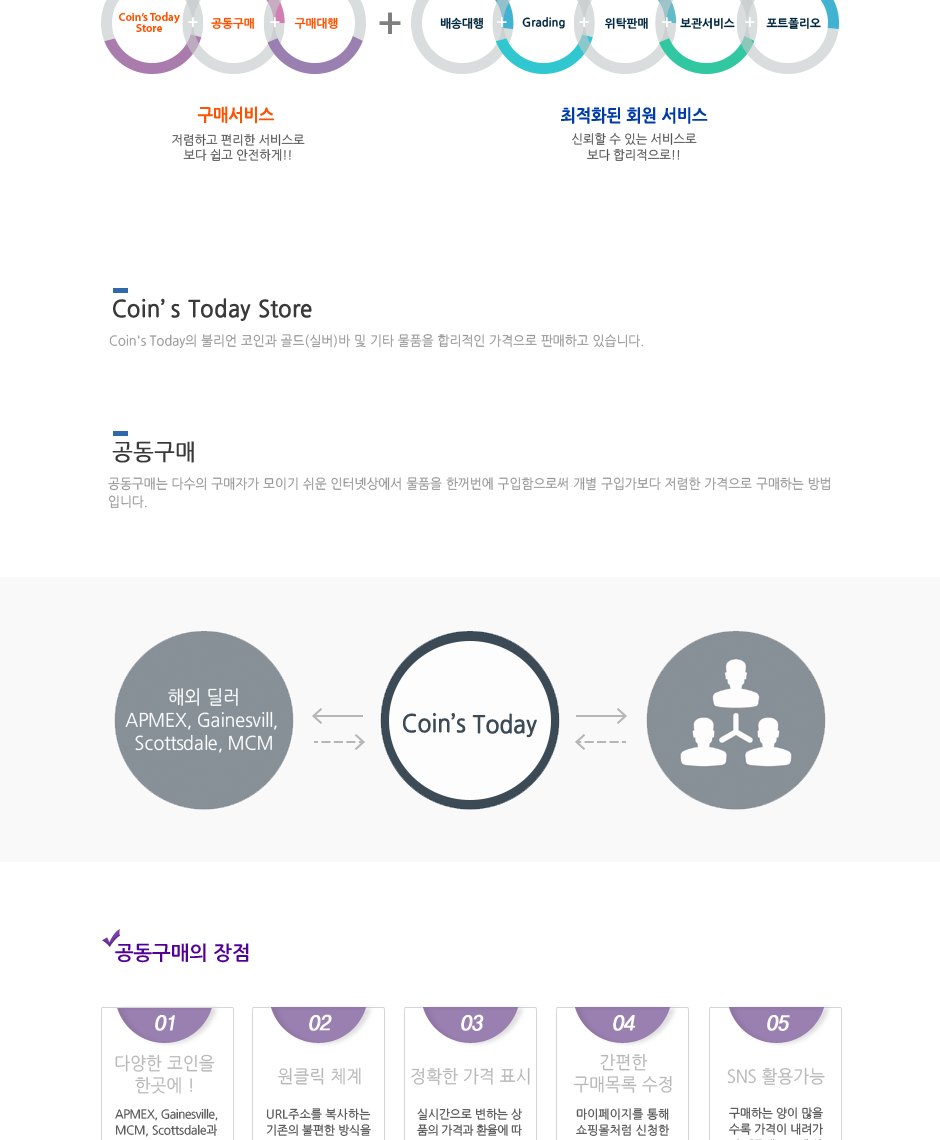 Coin's Today
Store
+
공동구매
+
구매대행
+
배송대행
+
Grading
+
위탁판매
+
보관서비스
+
포트폴리오
구매서비스
저렴하고 편리한 서비스로
보다 쉽고 안전하게!!
최적화된 회원 서비스
신뢰할 수 있는 서비스로
보다 합리적으로!!
Coin's Today Store
Coin's Today의 불리언 코인과 골드(실버)바 및 기타 물품을 합리적인 가격으로 판매하고 있습니다.
공동구매
공동구매는 다수의 구매자가 모이기 쉬운 인터넷상에서 물품을 한꺼번에 구입함으로써 개별 구입가보다 저렴한 가격으로 구매하는 방법
입니다.
해외 딜러
APMEX, Gainesvill,
Scottsdale, MCM
Coin's Today
공동구매의 장점
01
다양한 코인을
한곳에 !
APMEX, Gainesville,
MCM, Scottsdale과
02
원클릭 체계
URL주소를 복사하는
기존의 불편한 방식을
03
정확한 가격 표시
실시간으로 변하는 상
품의 가격과 환율에 따
04
간편한
구매목록 수정
마이페이지를 통해
쇼핑몰처럼 신청한
05
SNS 활용가능
구매하는 양이 많을
수록 가격이 내려가